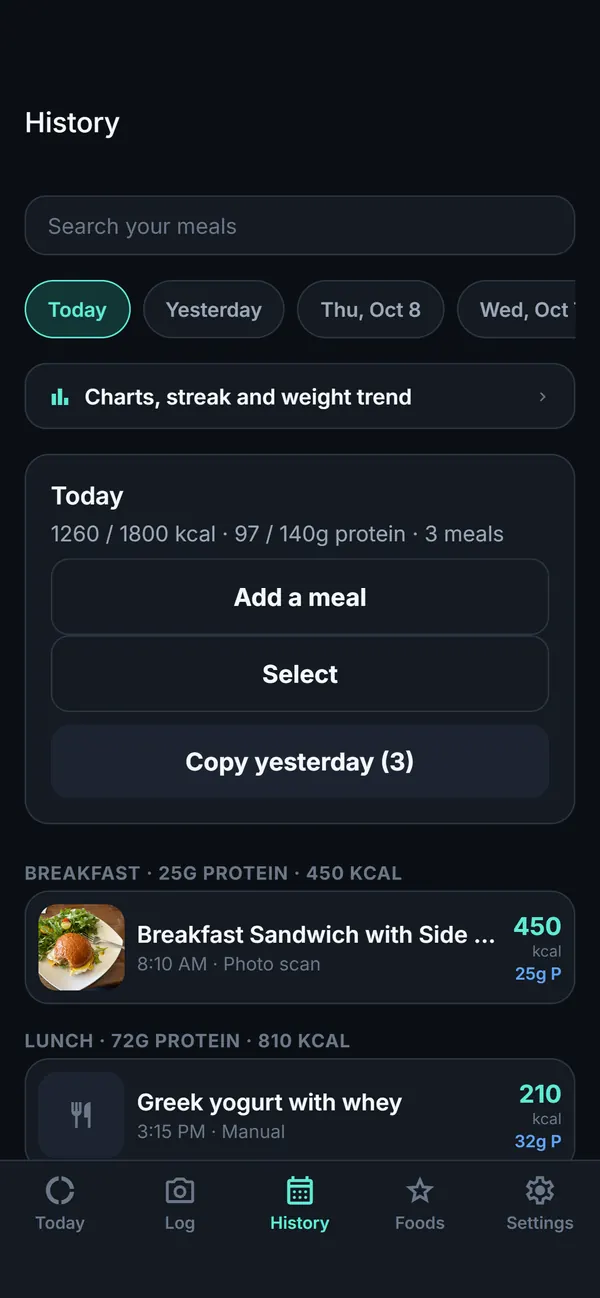 History
Search your meals
Today
Yesterday
Thu, Oct 8
Wed, Oct
Charts, streak and weight trend
Today
1260 / 1800 kcal · 97 / 140g protein · 3 meals
Add a meal
Select
Copy yesterday (3)
BREAKFAST · 25G PROTEIN · 450 KCAL
Breakfast Sandwich with Side ...
8:10 AM · Photo scan
450
kcal
25g P
LUNCH · 72G PROTEIN · 810 KCAL
Greek yogurt with whey
3:15 PM · Manual
210
kcal
32g P
Today
Log
History
Foods
Settings